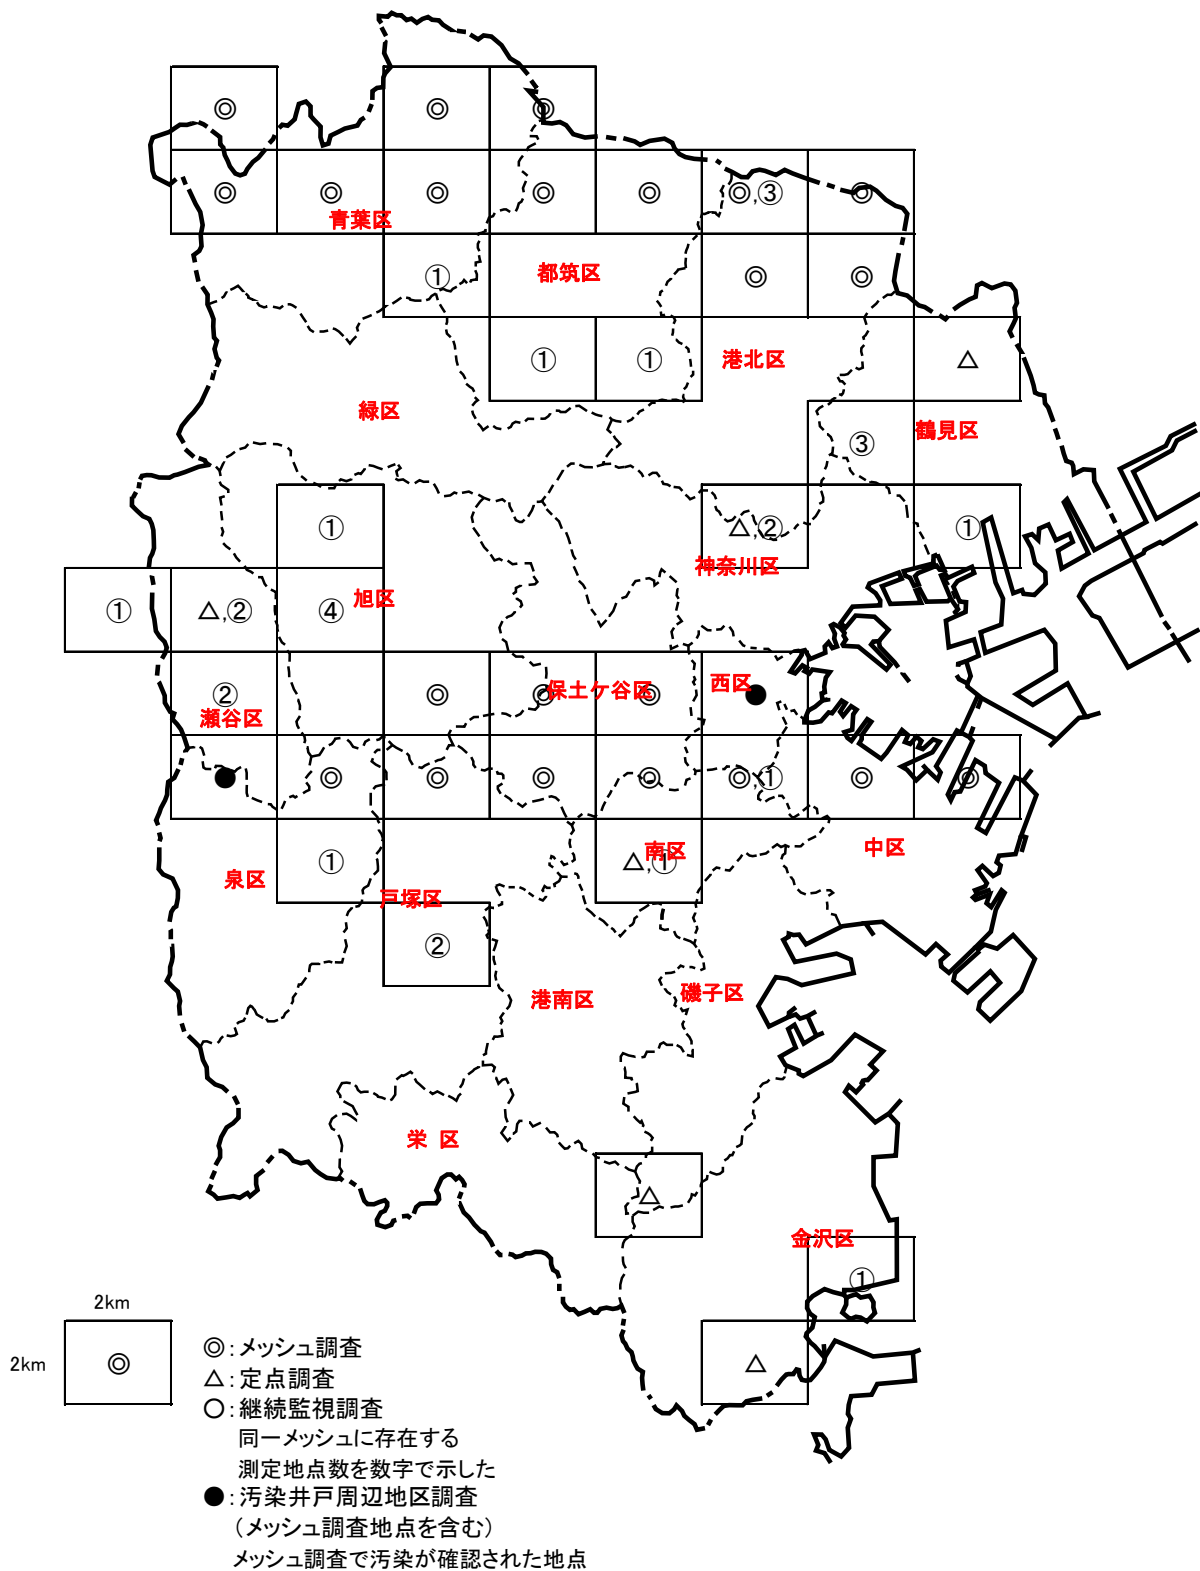 ◎ ◎ ◎
◎ ◎ ◎ ◎ ◎ ◎,③ ◎
青葉区
① 都筑区 ◎ ◎
① ① 港北区 △
緑区 ③ 鶴見区
① △,② ①
神奈川区
① △,② ④ 旭区
② ◎ ◎ 保土ケ谷区 ◎ 西区 ●
瀬谷区
● ◎ ◎ ◎ ◎ ◎,① ◎ ◎
泉区 ① △,① 南区 中区
戸塚区
②
港南区 磯子区
栄 区
△
金沢区
①
2km
2km ◎ △
◎:メッシュ調査
△:定点調査
○:継続監視調査
同一メッシュに存在する
測定地点数を数字で示した
●:汚染井戸周辺地区調査
(メッシュ調査地点を含む)
メッシュ調査で汚染が確認された地点